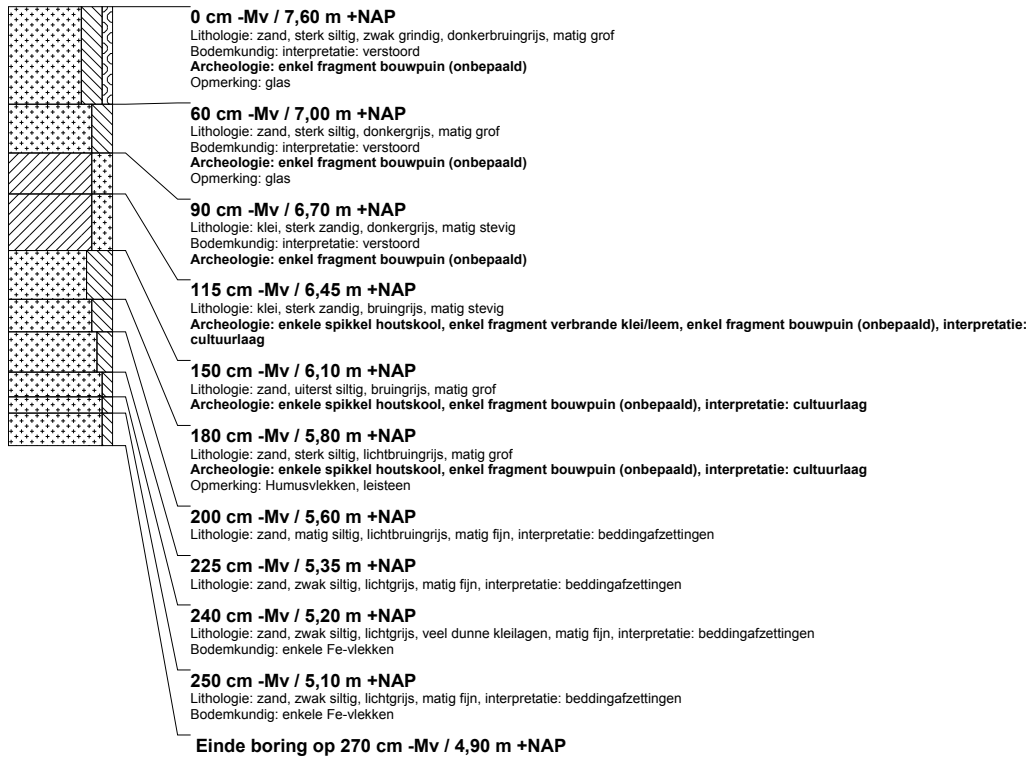 0 cm -Mv / 7,60 m +NAP
Lithologie: zand, sterk siltig, zwak grindig, donkerbruingrijs, matig grof
Bodemkundig: interpretatie: verstoord
Archeologie: enkel fragment bouwpuin (onbepaald)
Opmerking: glas
60 cm -Mv / 7,00 m +NAP
Lithologie: zand, sterk siltig, donkergrijs, matig grof
Bodemkundig: interpretatie: verstoord
Archeologie: enkel fragment bouwpuin (onbepaald)
Opmerking: glas
90 cm -Mv / 6,70 m +NAP
Lithologie: klei, sterk zandig, donkergrijs, matig stevig
Bodemkundig: interpretatie: verstoord
Archeologie: enkel fragment bouwpuin (onbepaald)
115 cm -Mv / 6,45 m +NAP
Lithologie: klei, sterk zandig, bruingrijs, matig stevig
Archeologie: enkele spikkel houtskool, enkel fragment verbrande klei/leem, enkel fragment bouwpuin (onbepaald), interpretatie:
cultuurlaag
150 cm -Mv / 6,10 m +NAP
Lithologie: zand, uiterst siltig, bruingrijs, matig grof
Archeologie: enkele spikkel houtskool, enkel fragment bouwpuin (onbepaald), interpretatie: cultuurlaag
180 cm -Mv / 5,80 m +NAP
Lithologie: zand, sterk siltig, lichtbruingrijs, matig grof
Archeologie: enkele spikkel houtskool, enkel fragment bouwpuin (onbepaald), interpretatie: cultuurlaag
Opmerking: Humusvlekken, leisteen
200 cm -Mv / 5,60 m +NAP
Lithologie: zand, matig siltig, lichtbruingrijs, matig fijn, interpretatie: beddingafzettingen
225 cm -Mv / 5,35 m +NAP
Lithologie: zand, zwak siltig, lichtgrijs, matig fijn, interpretatie: beddingafzettingen
240 cm -Mv / 5,20 m +NAP
Lithologie: zand, zwak siltig, lichtgrijs, veel dunne kleilagen, matig fijn, interpretatie: beddingafzettingen
Bodemkundig: enkele Fe-vlekken
250 cm -Mv / 5,10 m +NAP
Lithologie: zand, zwak siltig, lichtgrijs, matig fijn, interpretatie: beddingafzettingen
Bodemkundig: enkele Fe-vlekken
Einde boring op 270 cm -Mv / 4,90 m +NAP